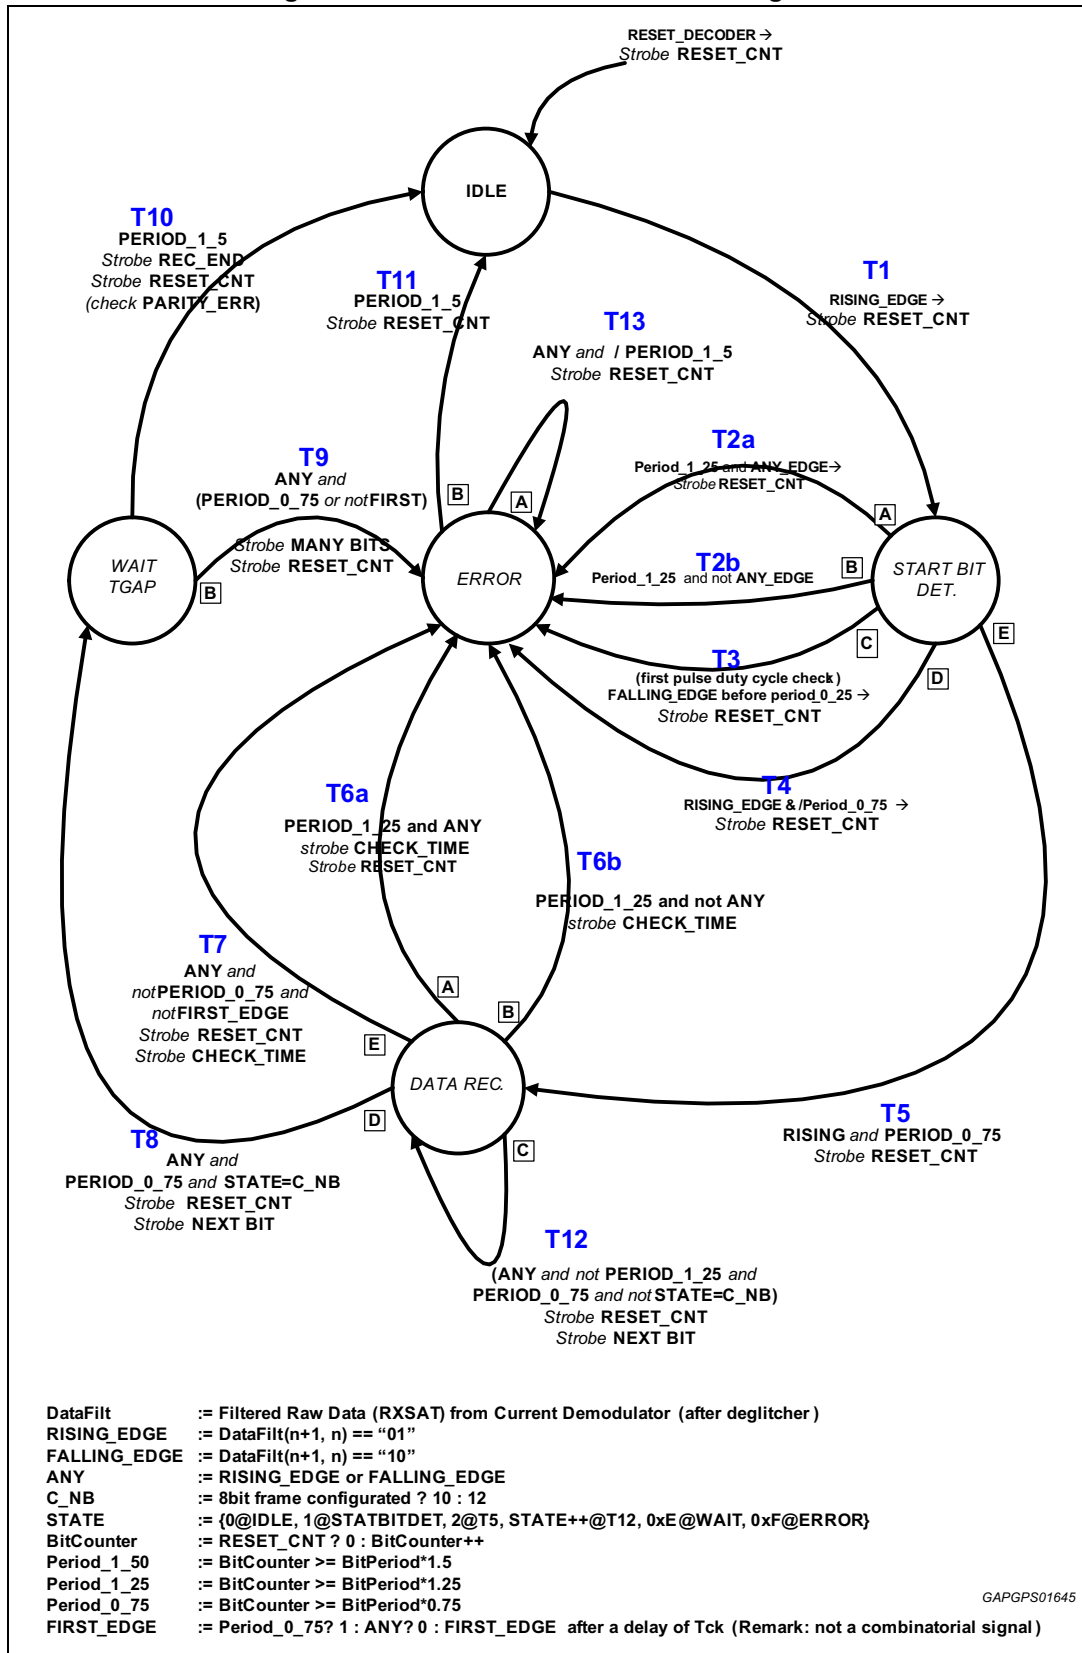 RESET_DECODER →
Strobe RESET_CNT
IDLE
T10
PERIOD_1_5
Strobe REC_END
Strobe RESET_CNT
(check PARITY_ERR)
T11
PERIOD_1_5
Strobe RESET_CNT
T1
RISING_EDGE →
Strobe RESET_CNT
T13
ANY and / PERIOD_1_5
Strobe RESET_CNT
T2a
Period_1_25 and ANY_EDGE→
Strobe RESET_CNT
T9
ANY and
(PERIOD_0_75 or not FIRST)
Strobe MANY BITS
Strobe RESET_CNT
B
A
A
WAIT
TGAP
B
ERROR
T2b
Period_1_25 and not ANY_EDGE
B
START BIT
DET.
C
E
D
T3
(first pulse duty cycle check)
FALLING_EDGE before period_0_25 →
Strobe RESET_CNT
T4
RISING_EDGE & /Period_0_75 →
Strobe RESET_CNT
T6a
PERIOD_1_25 and ANY
strobe CHECK_TIME
Strobe RESET_CNT
T6b
PERIOD_1_25 and not ANY
strobe CHECK_TIME
T7
ANY and
not PERIOD_0_75 and
not FIRST_EDGE
Strobe RESET_CNT
Strobe CHECK_TIME
A
B
E
DATA REC.
D
C
T5
RISING and PERIOD_0_75
Strobe RESET_CNT
T8
ANY and
PERIOD_0_75 and STATE=C_NB
Strobe RESET_CNT
Strobe NEXT BIT
T12
(ANY and not PERIOD_1_25 and
PERIOD_0_75 and not STATE=C_NB)
Strobe RESET_CNT
Strobe NEXT BIT
DataFilt := Filtered Raw Data (RXSAT) from Current Demodulator (after deglitcher)
RISING_EDGE := DataFilt(n+1, n) == “01”
FALLING_EDGE := DataFilt(n+1, n) == “10”
ANY := RISING_EDGE or FALLING_EDGE
C_NB := 8bit frame configurated ? 10 : 12
STATE := {0@IDLE, 1@STATBITDET, 2@T5, STATE++@T12, 0xE@WAIT, 0xF@ERROR}
BitCounter := RESET_CNT ? 0 : BitCounter++
Period_1_50 := BitCounter >= BitPeriod*1.5
Period_1_25 := BitCounter >= BitPeriod*1.25
Period_0_75 := BitCounter >= BitPeriod*0.75
FIRST_EDGE := Period_0_75? 1 : ANY? 0 : FIRST_EDGE after a delay of Tck (Remark: not a combinatorial signal)
GAPGPS01645